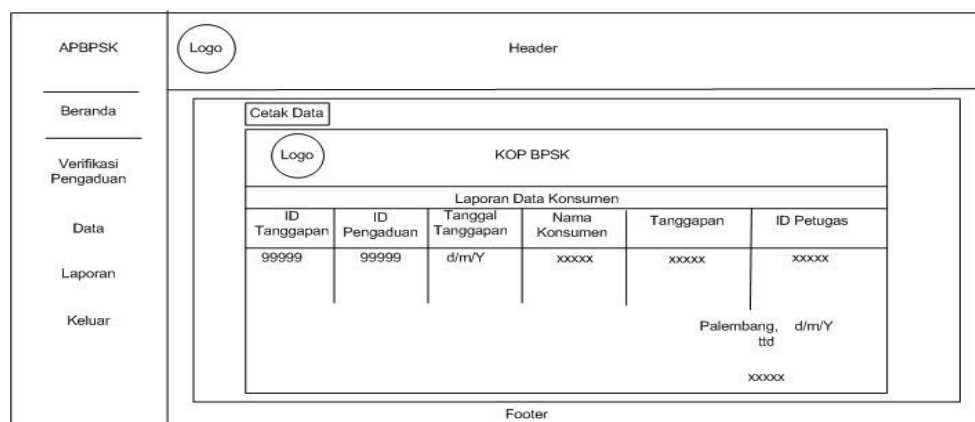 APBPSK
Logo
Header
Beranda
Verifikasi
Pengaduan
Data
Laporan
Keluar
Cetak Data
Logo
KOP BPSK
Laporan Data Konsumen
ID
Tanggapan
ID
Pengaduan
Tanggal
Tanggapan
Nama
Konsumen
Tanggapan
ID Petugas
99999
99999
d/m/Y
xxxxx
xxxxx
xxxxx
Palembang, d/m/Y
ttd
xxxxx
Footer